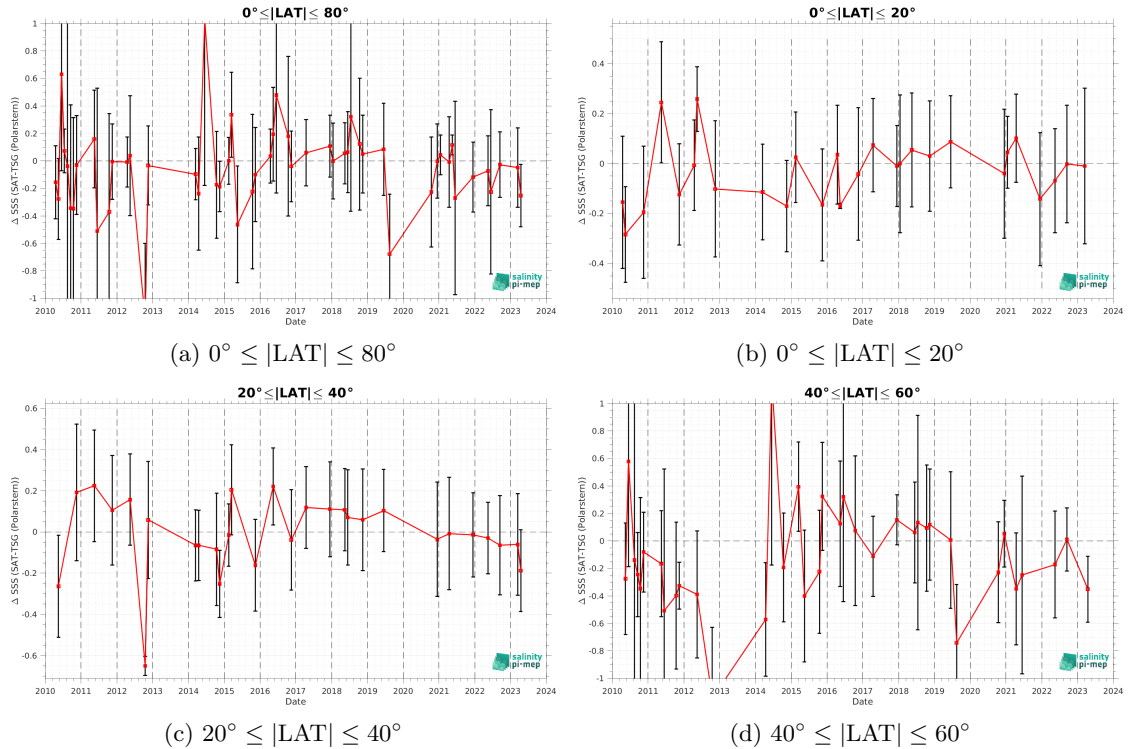 0°≤|LAT|≤ 80°
1
0.8
0.6
0.4
0.2
0
-0.2
-0.4
-0.6
-0.8
-1
Δ SSS (SAT-TSG (Polarstern))
2010 2011 2012 2013 2014 2015 2016 2017 2018 2019 2020 2021 2022 2023 2024
Date
salinity
pi-mep
(a) 0° ≤ |LAT| ≤ 80°
0°≤|LAT|≤ 20°
0.4
0.2
0
-0.2
-0.4
Δ SSS (SAT-TSG (Polarstern))
2010 2011 2012 2013 2014 2015 2016 2017 2018 2019 2020 2021 2022 2023 2024
Date
salinity
pi-mep
(b) 0° ≤ |LAT| ≤ 20°
20°≤|LAT|≤ 40°
0.6
0.4
0.2
0
-0.2
-0.4
-0.6
Δ SSS (SAT-TSG (Polarstern))
2010 2011 2012 2013 2014 2015 2016 2017 2018 2019 2020 2021 2022 2023 2024
Date
salinity
pi-mep
(c) 20° ≤ |LAT| ≤ 40°
40°≤|LAT|≤ 60°
1
0.8
0.6
0.4
0.2
0
-0.2
-0.4
-0.6
-0.8
-1
Δ SSS (SAT-TSG (Polarstern))
2010 2011 2012 2013 2014 2015 2016 2017 2018 2019 2020 2021 2022 2023 2024
Date
salinity
pi-mep
(d) 40° ≤ |LAT| ≤ 60°